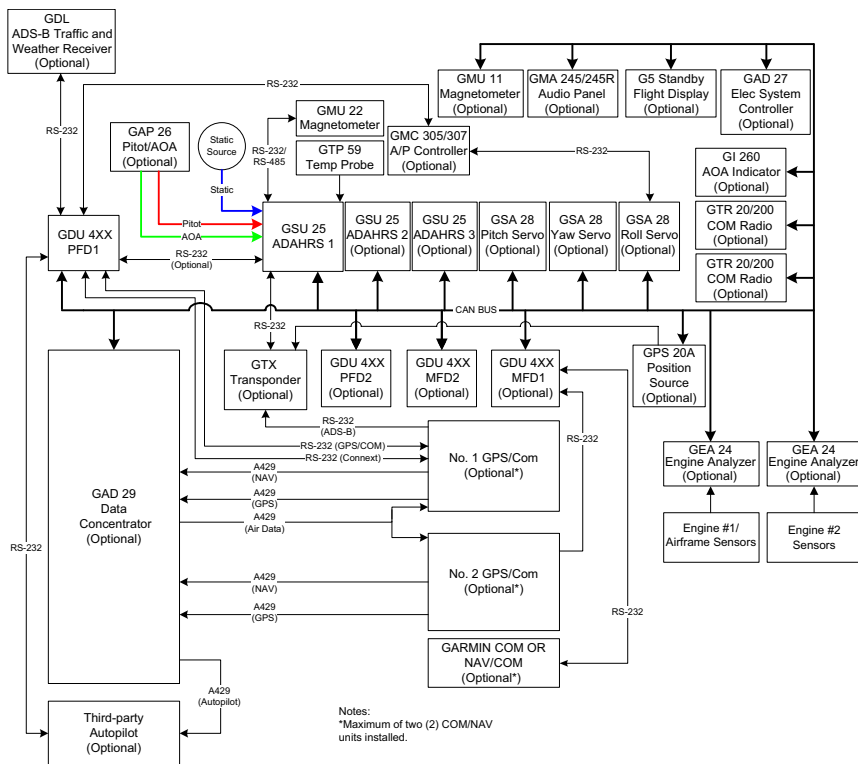 GDL
ADS-B Traffic and
Weather Receiver
(Optional)
RS-232
GMU 11
Magnetometer
(Optional)
GMA 245/245R
Audio Panel
(Optional)
G5 Standby
Flight Display
(Optional)
GAD 27
Elec System
Controller
(Optional)
RS-232
GAP 26
Pitot/AOA
(Optional)
Static
Source
GMU 22
Magnetometer
RS-232/
RS-485
GTP 59
Temp Probe
GMC 305/307
A/P Controller
(Optional)
RS-232
GI 260
AOA Indicator
(Optional)
Static
Pitot
AOA
GDU 4XX
PFD1
GSU 25
ADAHRS 1
GSU 25
ADAHRS 2
(Optional)
GSU 25
ADAHRS 3
(Optional)
GSA 28
Pitch Servo
(Optional)
GSA 28
Yaw Servo
(Optional)
GSA 28
Roll Servo
(Optional)
GTR 20/200
COM Radio
(Optional)
GTR 20/200
COM Radio
(Optional)
RS-232
(Optional)
CAN BUS
RS-232
GTX
Transponder
(Optional)
GDU 4XX
PFD2
(Optional)
GDU 4XX
MFD2
(Optional)
GDU 4XX
MFD1
(Optional)
GPS 20A
Position
Source
(Optional)
RS-232
(ADS-B)
RS-232 (GPS/COM)
RS-232 (Connext)
A429
(NAV)
A429
(GPS)
A429
(Air Data)
No. 1 GPS/Com
(Optional*)
RS-232
GEA 24
Engine Analyzer
(Optional)
GEA 24
Engine Analyzer
(Optional)
GAD 29
Data
Concentrator
(Optional)
RS-232
Engine #1/
Airframe Sensors
Engine #2
Sensors
No. 2 GPS/Com
(Optional*)
A429
(NAV)
A429
(GPS)
RS-232
GARMIN COM OR
NAV/COM
(Optional*)
A429
(Autopilot)
Third-party
Autopilot
(Optional)
Notes:
*Maximum of two (2) COM/NAV
units installed.